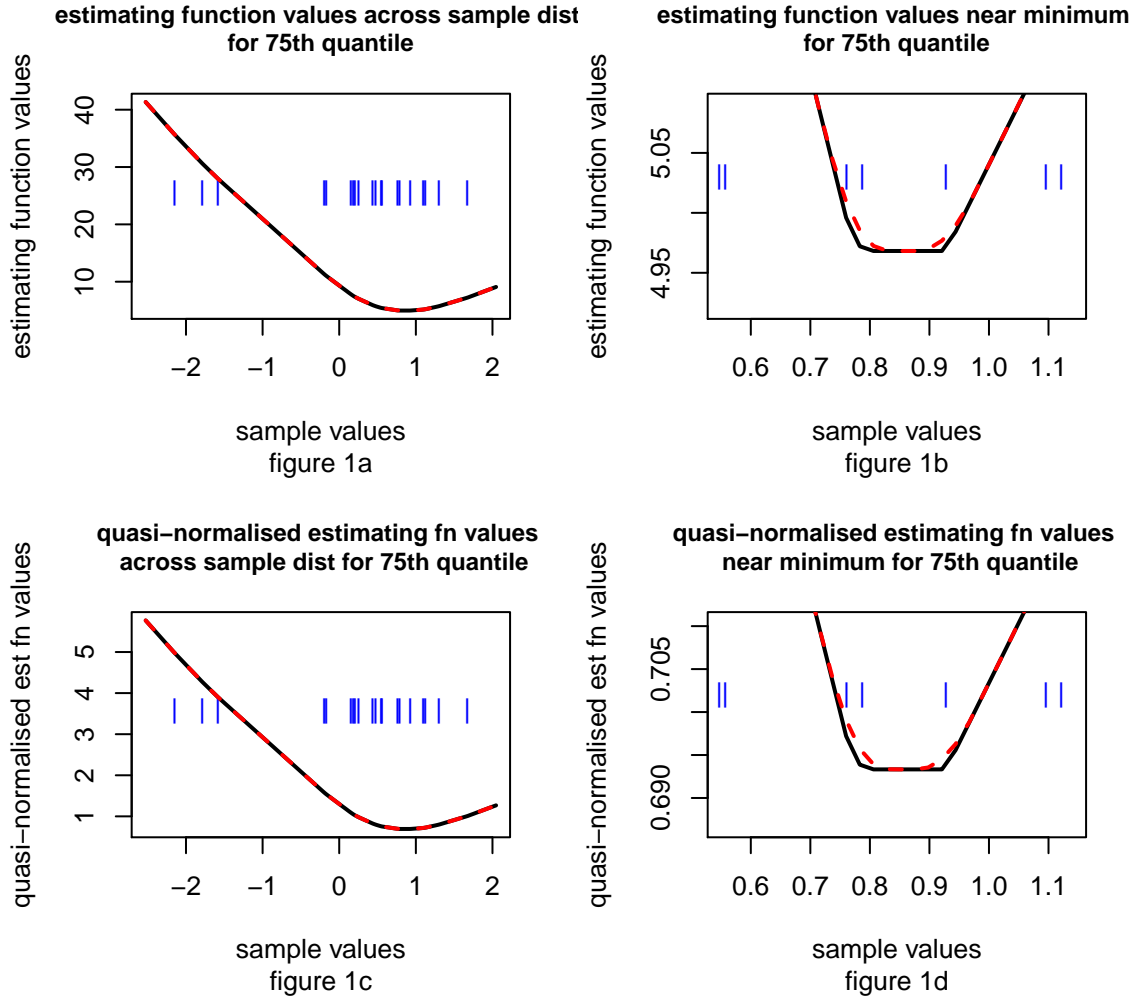 estimating function values across sample dist
for 75th quantile
estimating function values
40
30
20
10
−2 −1 0 1 2
sample values
figure 1a
estimating function values near minimum
for 75th quantile
estimating function values
5.05
4.95
0.6 0.7 0.8 0.9 1.0 1.1
sample values
figure 1b
quasi−normalised estimating fn values
across sample dist for 75th quantile
quasi−normalised est fn values
5
4
3
2
1
−2 −1 0 1 2
sample values
figure 1c
quasi−normalised estimating fn values
near minimum for 75th quantile
quasi−normalised est fn values
0.705
0.690
0.6 0.7 0.8 0.9 1.0 1.1
sample values
figure 1d